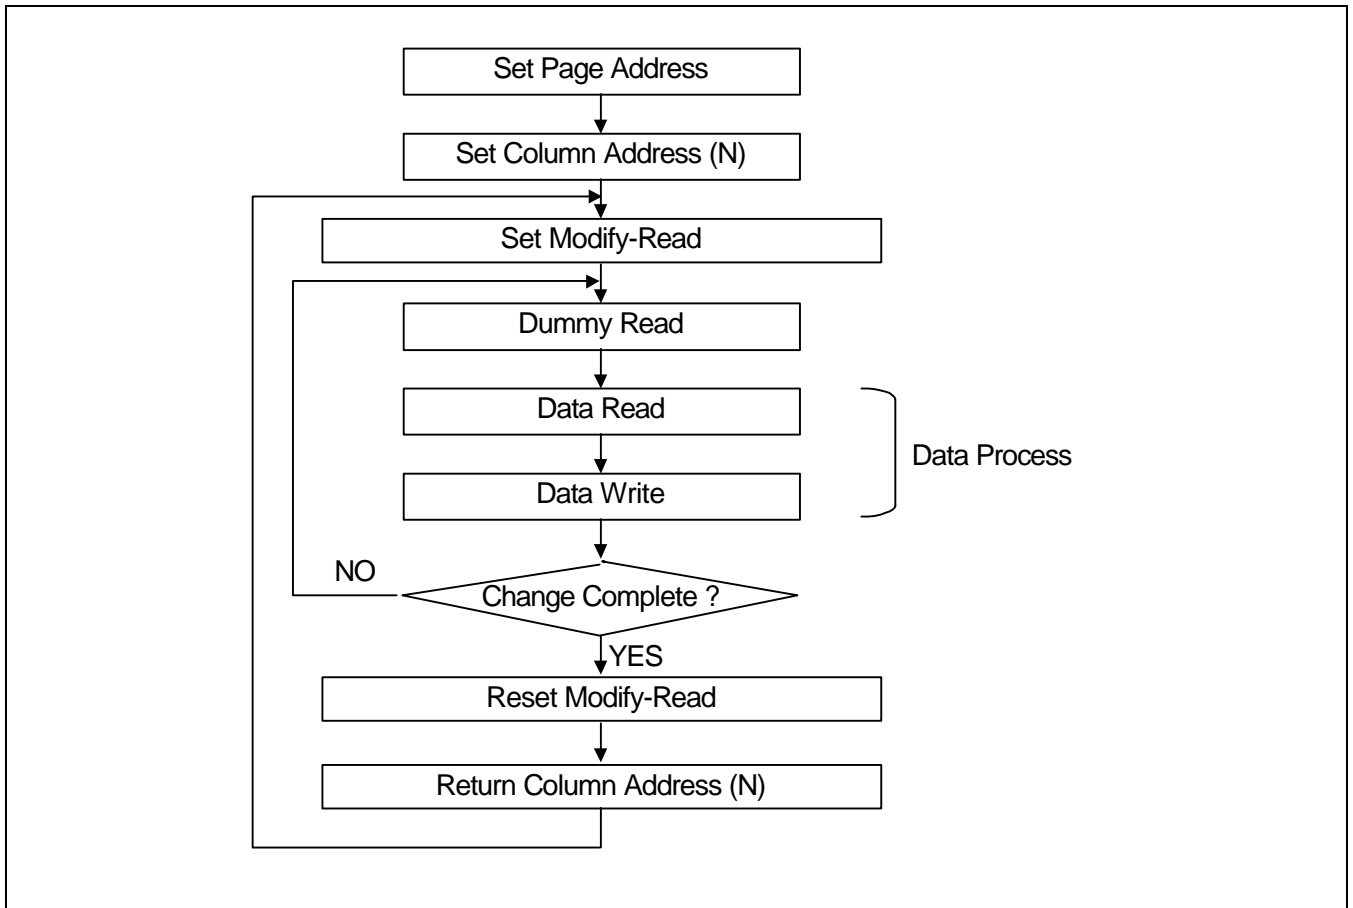 Set Page Address
Set Column Address (N)
Set Modify-Read
Dummy Read
Data Read
Data Process
Data Write
NO
Change Complete ?
YES
Reset Modify-Read
Return Column Address (N)